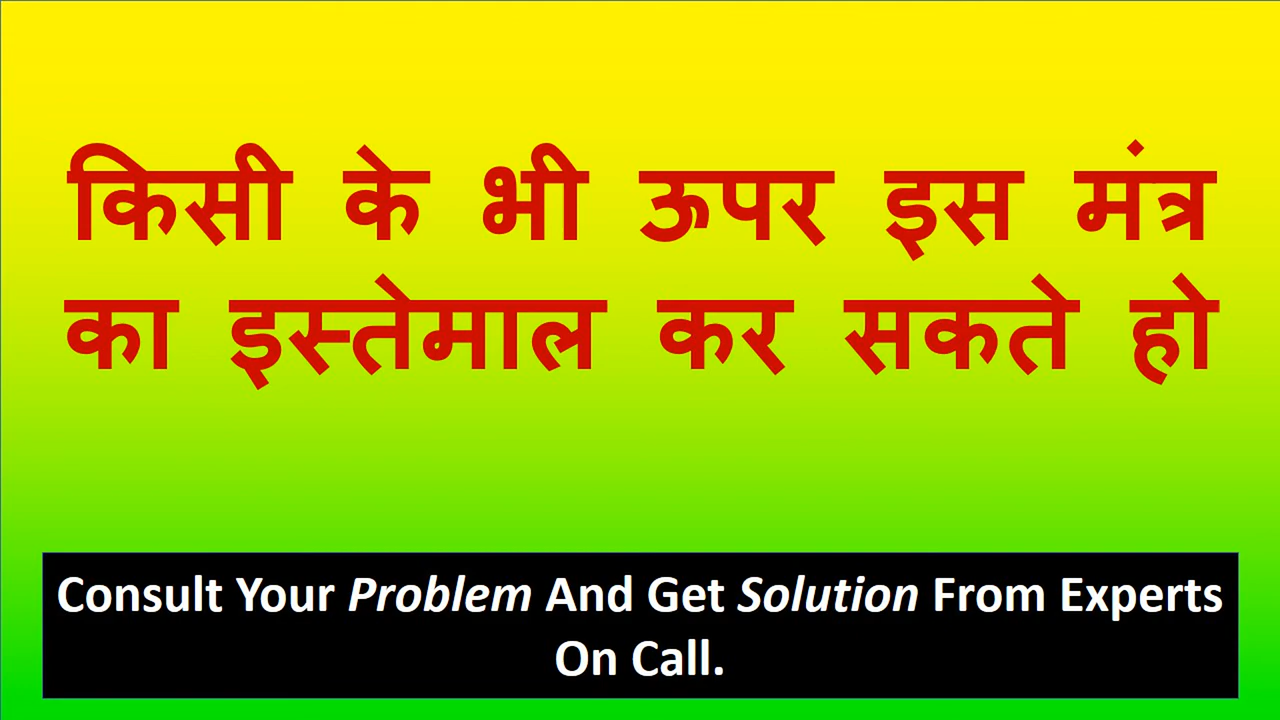 किसी के भी ऊपर इस मंत्र
का इस्तेमाल कर सकते हो
Consult Your Problem And Get Solution From Experts
On Call.